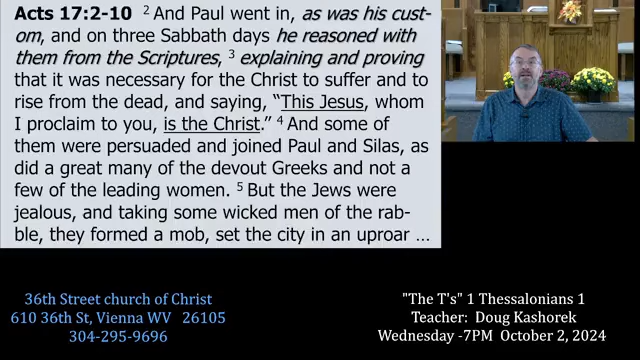 Acts 17:2-10 2 And Paul went in, as was his cust-
om, and on three Sabbath days he reasoned with
them from the Scriptures, 3 explaining and proving
that it was necessary for the Christ to suffer and to
rise from the dead, and saying, “This Jesus, whom
I proclaim to you, is the Christ.” 4 And some of
them were persuaded and joined Paul and Silas, as
did a great many of the devout Greeks and not a
few of the leading women. 5 But the Jews were
jealous, and taking some wicked men of the rab-
ble, they formed a mob, set the city in an uproar ...
36th Street church of Christ
610 36th St, Vienna WV 26105
304-295-9696
"The T's" 1 Thessalonians 1
Teacher: Doug Kashorek
Wednesday -7PM October 2, 2024